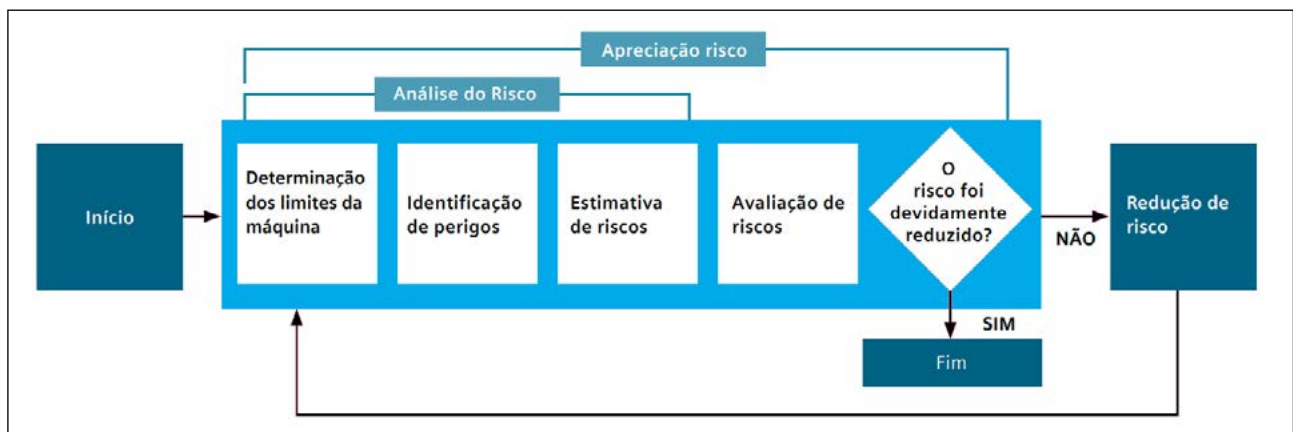 Apreciação risco
Análise do Risco
Início
Determinação
dos limites da
máquina
Identificação
de perigos
Estimativa
de riscos
Avaliação de
riscos
O
risco foi
devidamente
reduzido?
NÃO
Redução de
risco
SIM
Fim